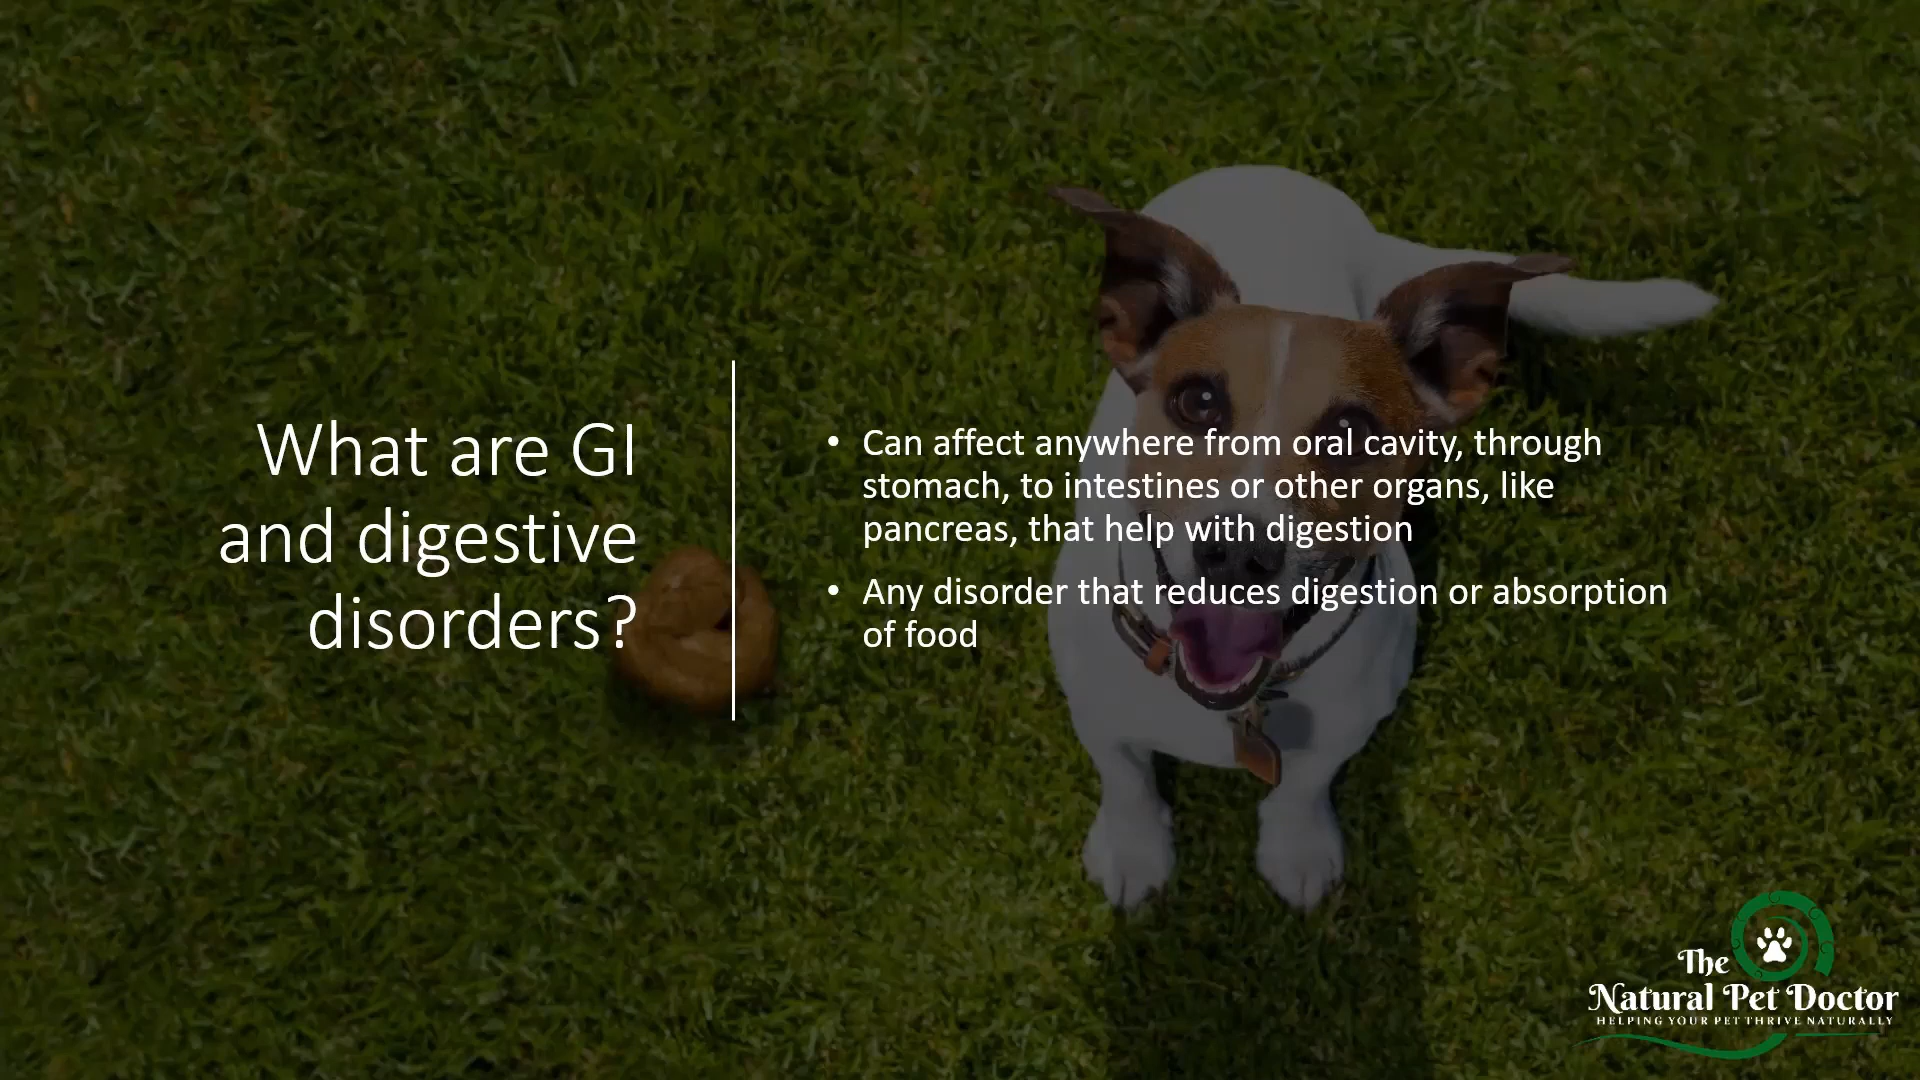 What are GI
and digestive
disorders?
• Can affect anywhere from oral cavity, through
stomach, to intestines or other organs, like
pancreas, that help with digestion
• Any disorder that reduces digestion or absorption
of food
The
Natural Pet Doctor
HELPING YOUR PET THRIVE NATURALLY